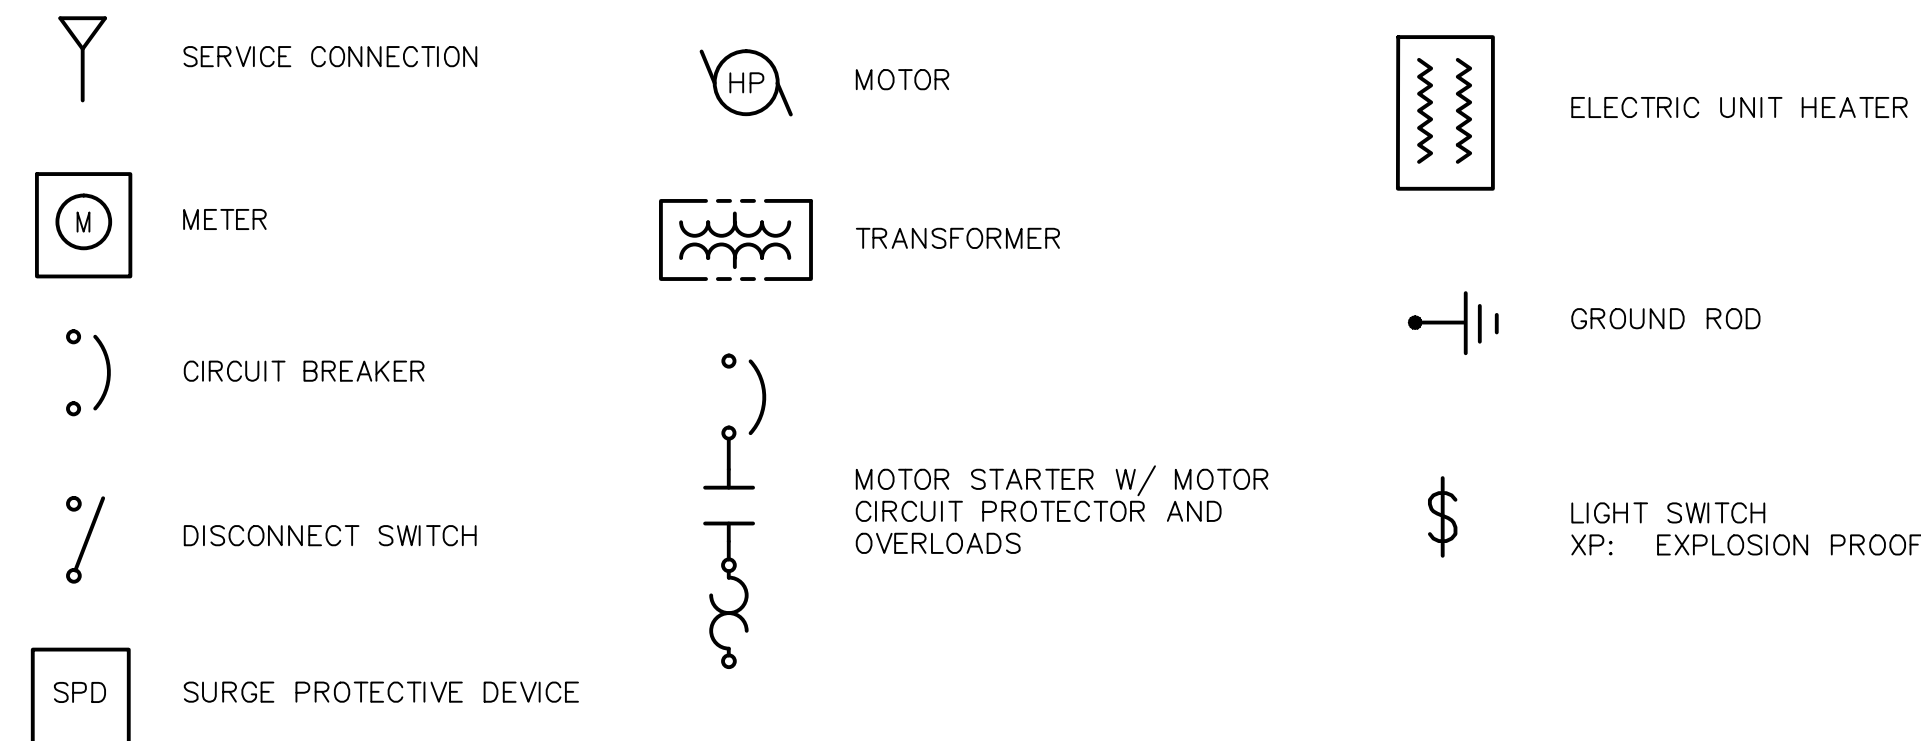 SERVICE CONNECTION
M
METER
CIRCUIT BREAKER
DISCONNECT SWITCH
SPD
SURGE PROTECTIVE DEVICE
HP
MOTOR
TRANSFORMER
MOTOR STARTER W/ MOTOR
CIRCUIT PROTECTOR AND
OVERLOADS
ELECTRIC UNIT HEATER
GROUND ROD
$
LIGHT SWITCH
XP: EXPLOSION PROOF